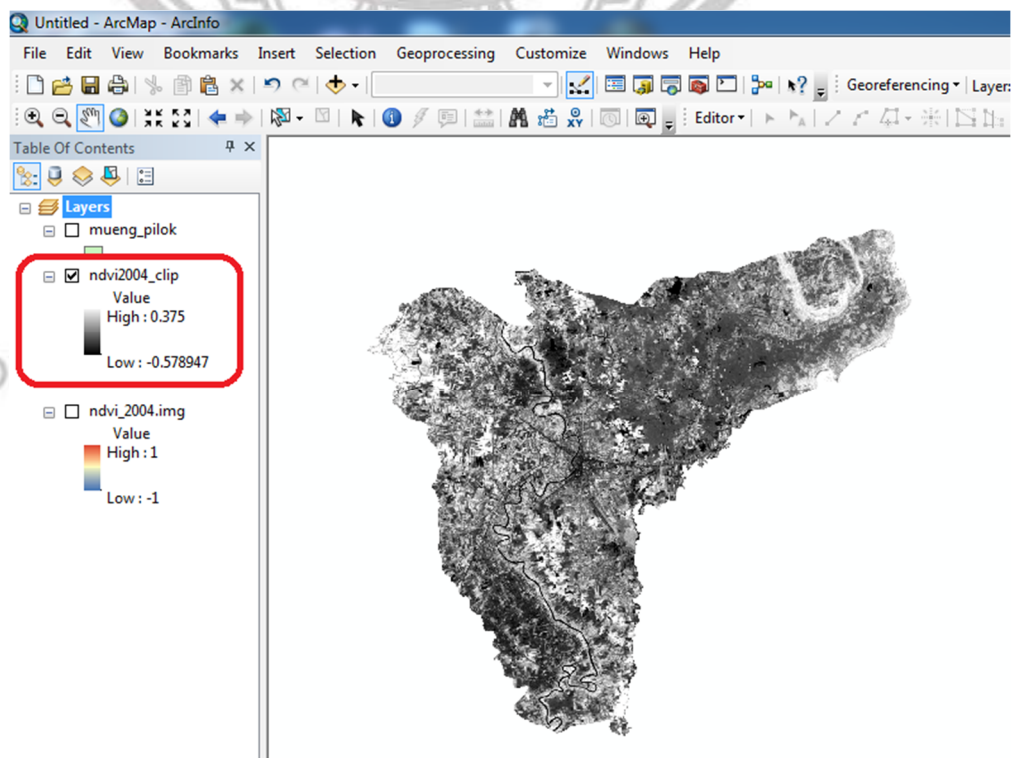 Untitled - ArcMap - ArcInfo
File Edit View Bookmarks Insert Selection Geoprocessing Customize Windows Help
Georeferencing Layer:
Editor
Table Of Contents
Layers
mueng_pilok
ndvi2004_clip
Value
High : 0.375
Low : -0.578947
ndvi_2004.img
Value
High : 1
Low : -1